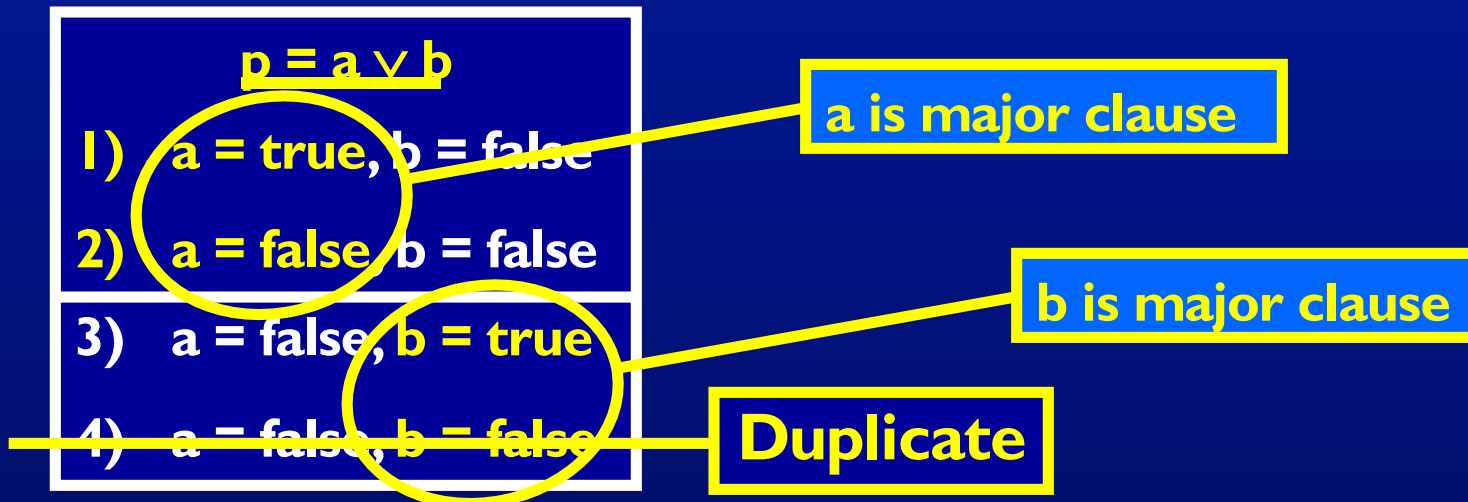 p = a ∨ b
a is major clause
1) a = true, b = false
2) a = false, b = false
b is major clause
3) a = false, b = true
4) a = false, b = false
Duplicate